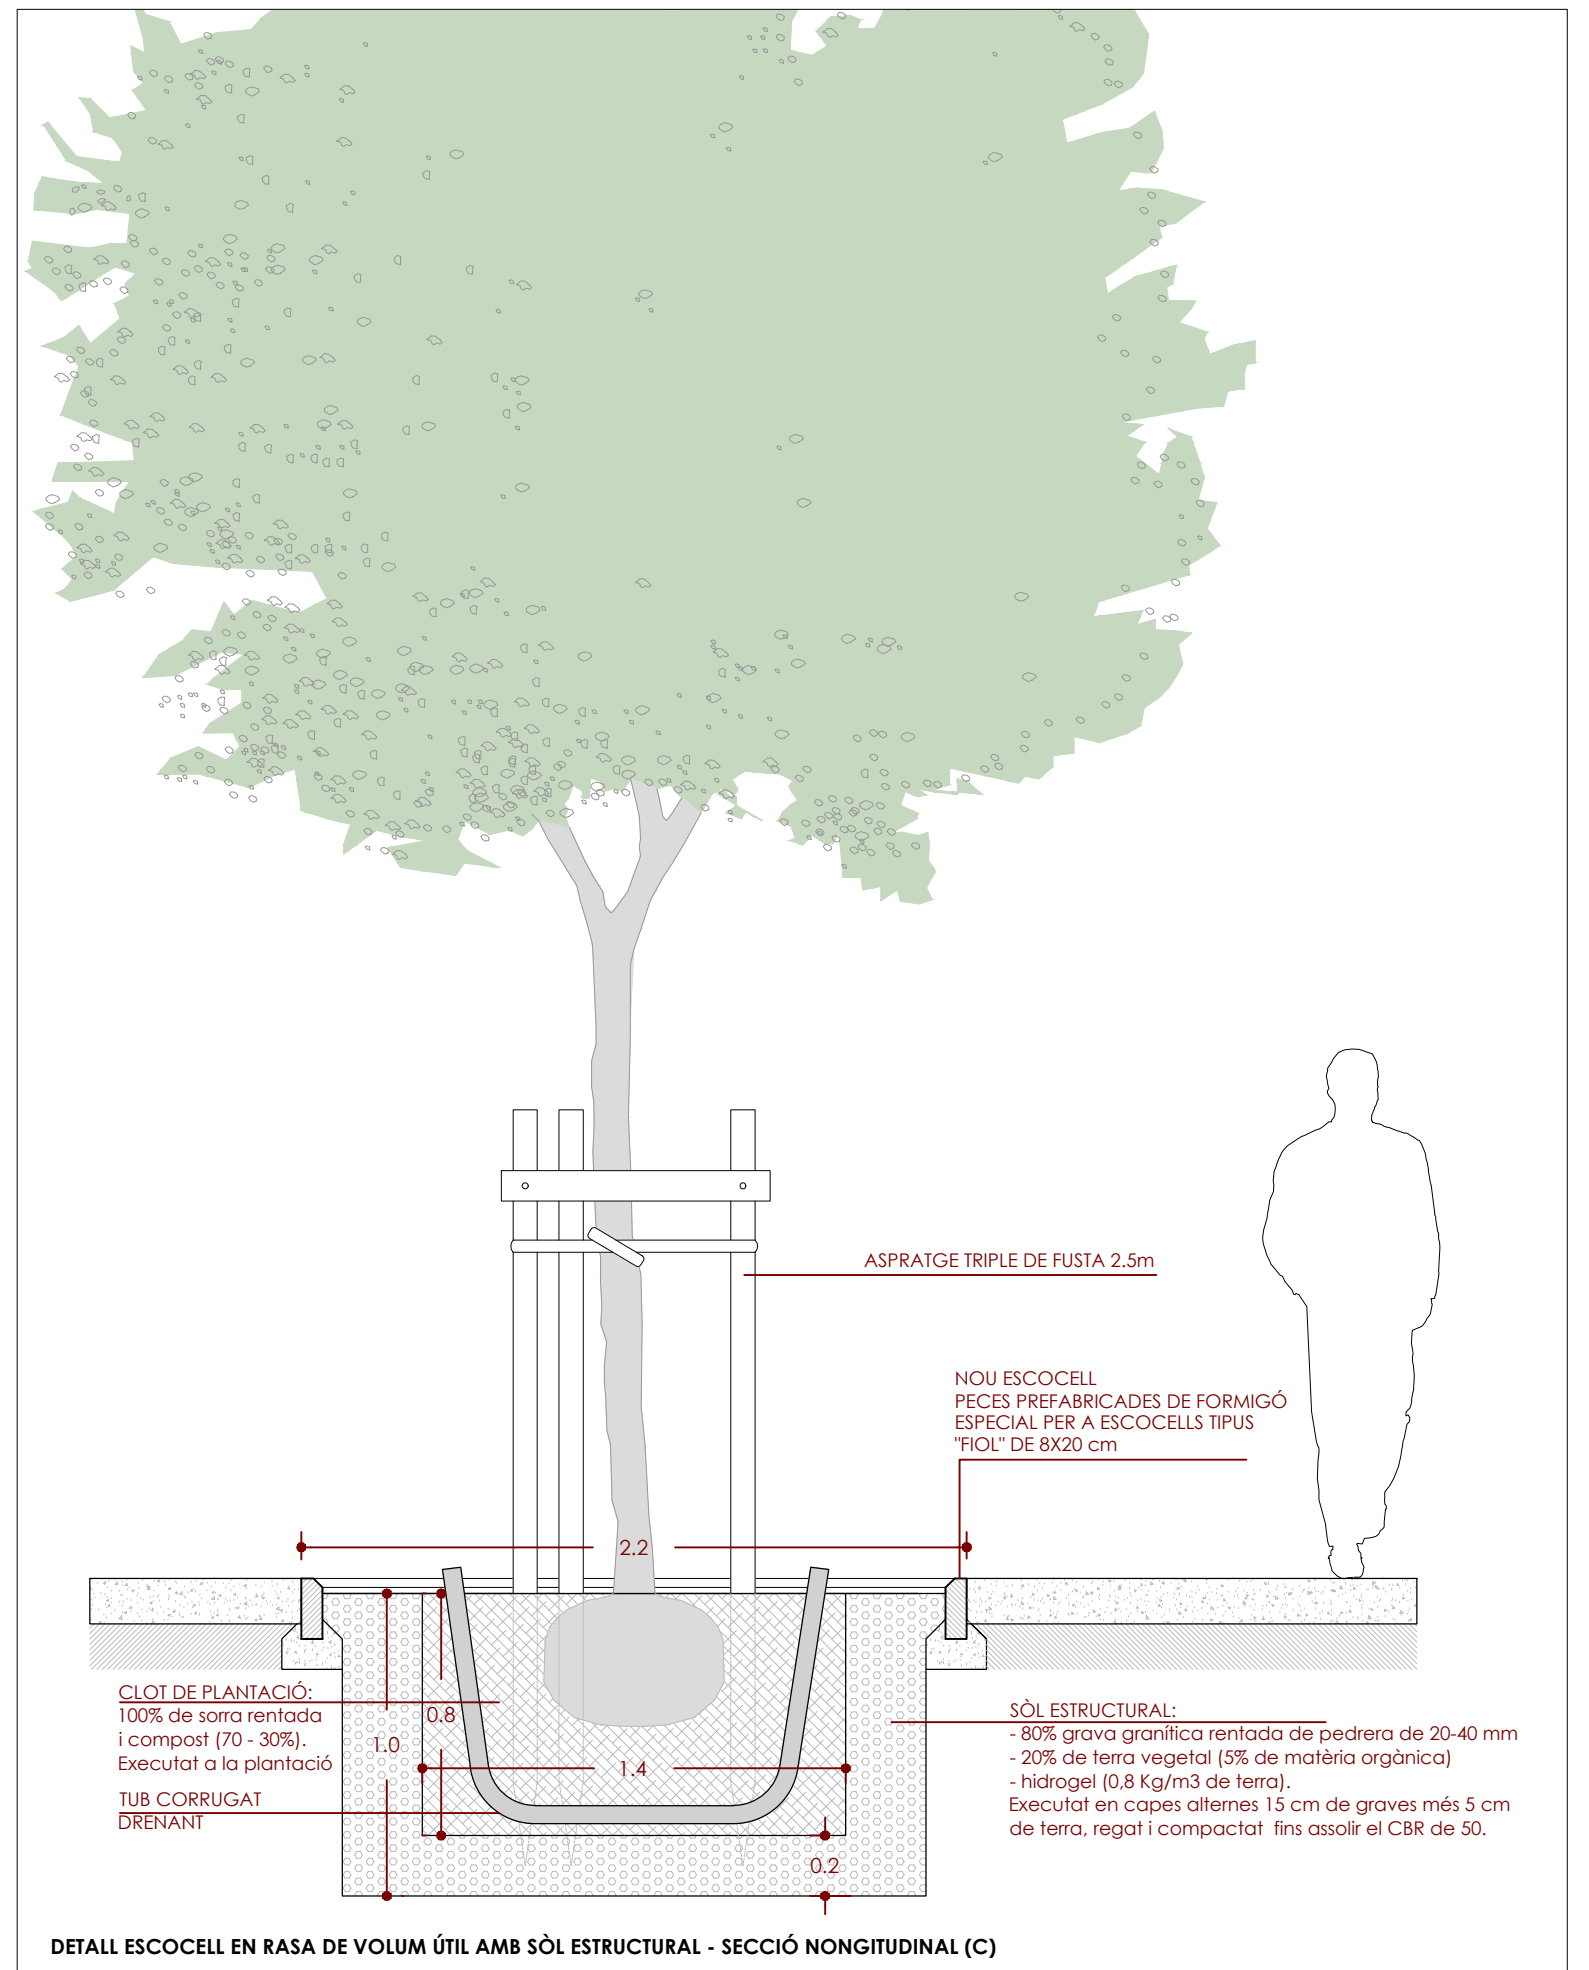 ASPRATGE TRIPLE DE FUSTA 2.5m
NOU ESCOCELL
PECES PREFABRICADES DE FORMIGÓ
ESPECIAL PER A ESCOCELLS TIPUS
"FIOL" DE 8X20 cm
2.2
CLOT DE PLANTACIÓ:
100% de sorra rentada
i compost (70 - 30%).
Executat a la plantació
TUB CORRUGAT
DRENANT
0.8
1.0
1.4
0.2
SÒL ESTRUCTURAL:
- 80% grava granítica rentada de pedrera de 20-40 mm
- 20% de terra vegetal (5% de matèria orgànica)
- hidrogel (0,8 Kg/m3 de terra).
Executat en capes alternes 15 cm de graves més 5 cm
de terra, regat i compactat fins assolir el CBR de 50.
DETALL ESCOCELL EN RASA DE VOLUM ÚTIL AMB SÒL ESTRUCTURAL - SECCIÓ NONGITUDINAL (C)